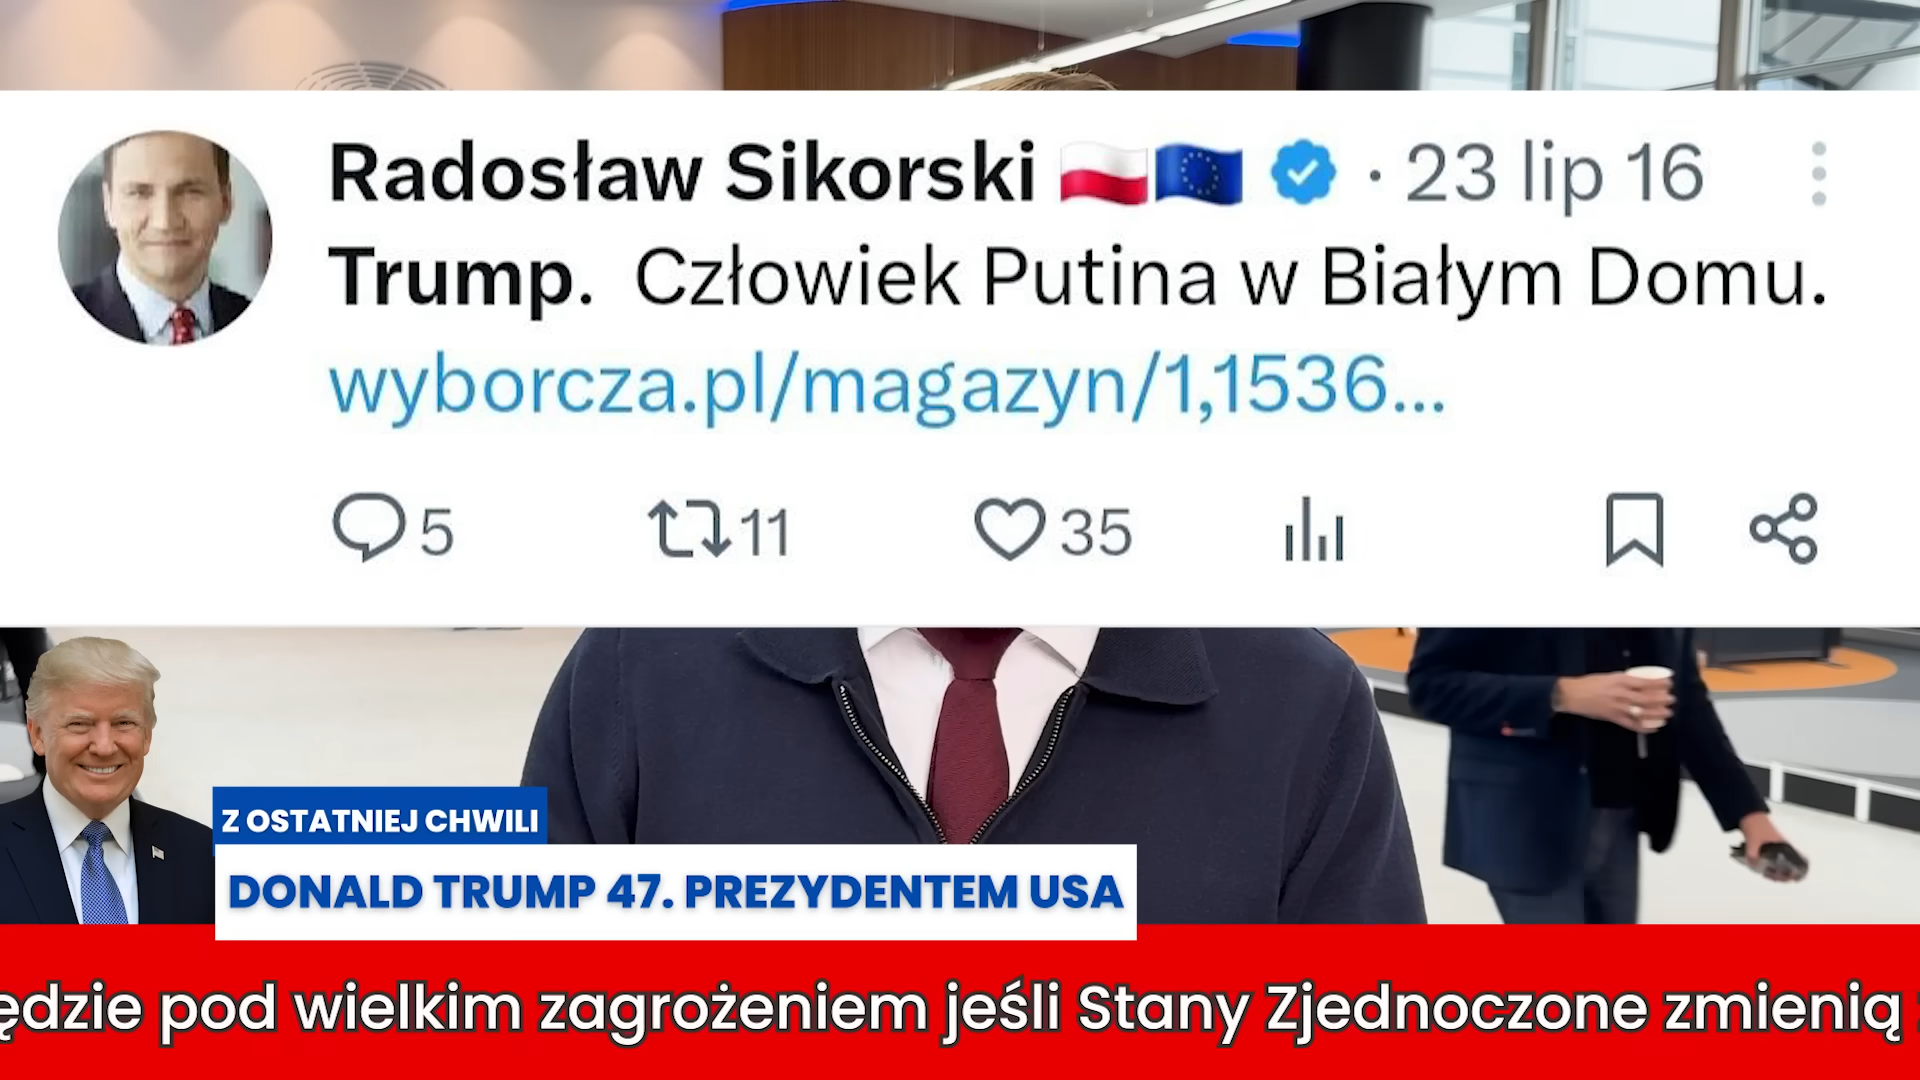 Radosław Sikorski 🇵🇱🇪🇺 · 23 lip 16
Trump. Człowiek Putina w Białym Domu.
wyborcza.pl/magazyn/1,1536...
5 11 35
Z OSTATNIEJ CHWILI
DONALD TRUMP 47. PREZYDENTEM USA
ędzie pod wielkim zagrożeniem jeśli Stany Zjednoczone zmienią